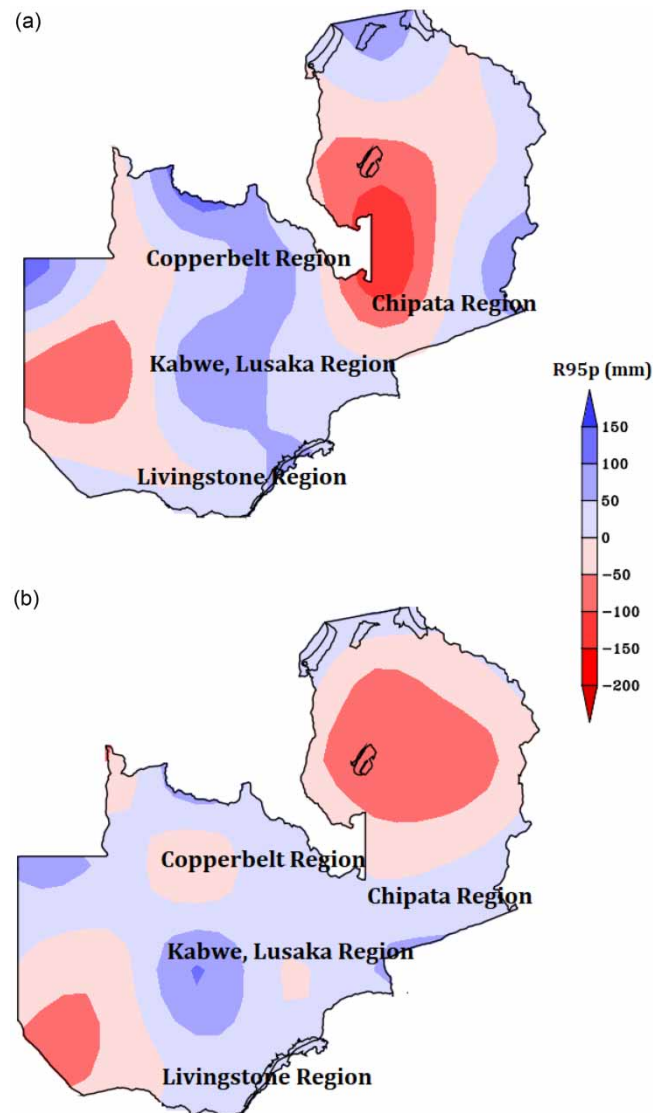 (a)
Copperbelt Region
Chipata Region
Kabwe, Lusaka Region
Livingstone Region
R95p (mm)
150
100
50
0
−50
−100
−150
−200
(b)
Copperbelt Region
Chipata Region
Kabwe, Lusaka Region
Livingstone Region